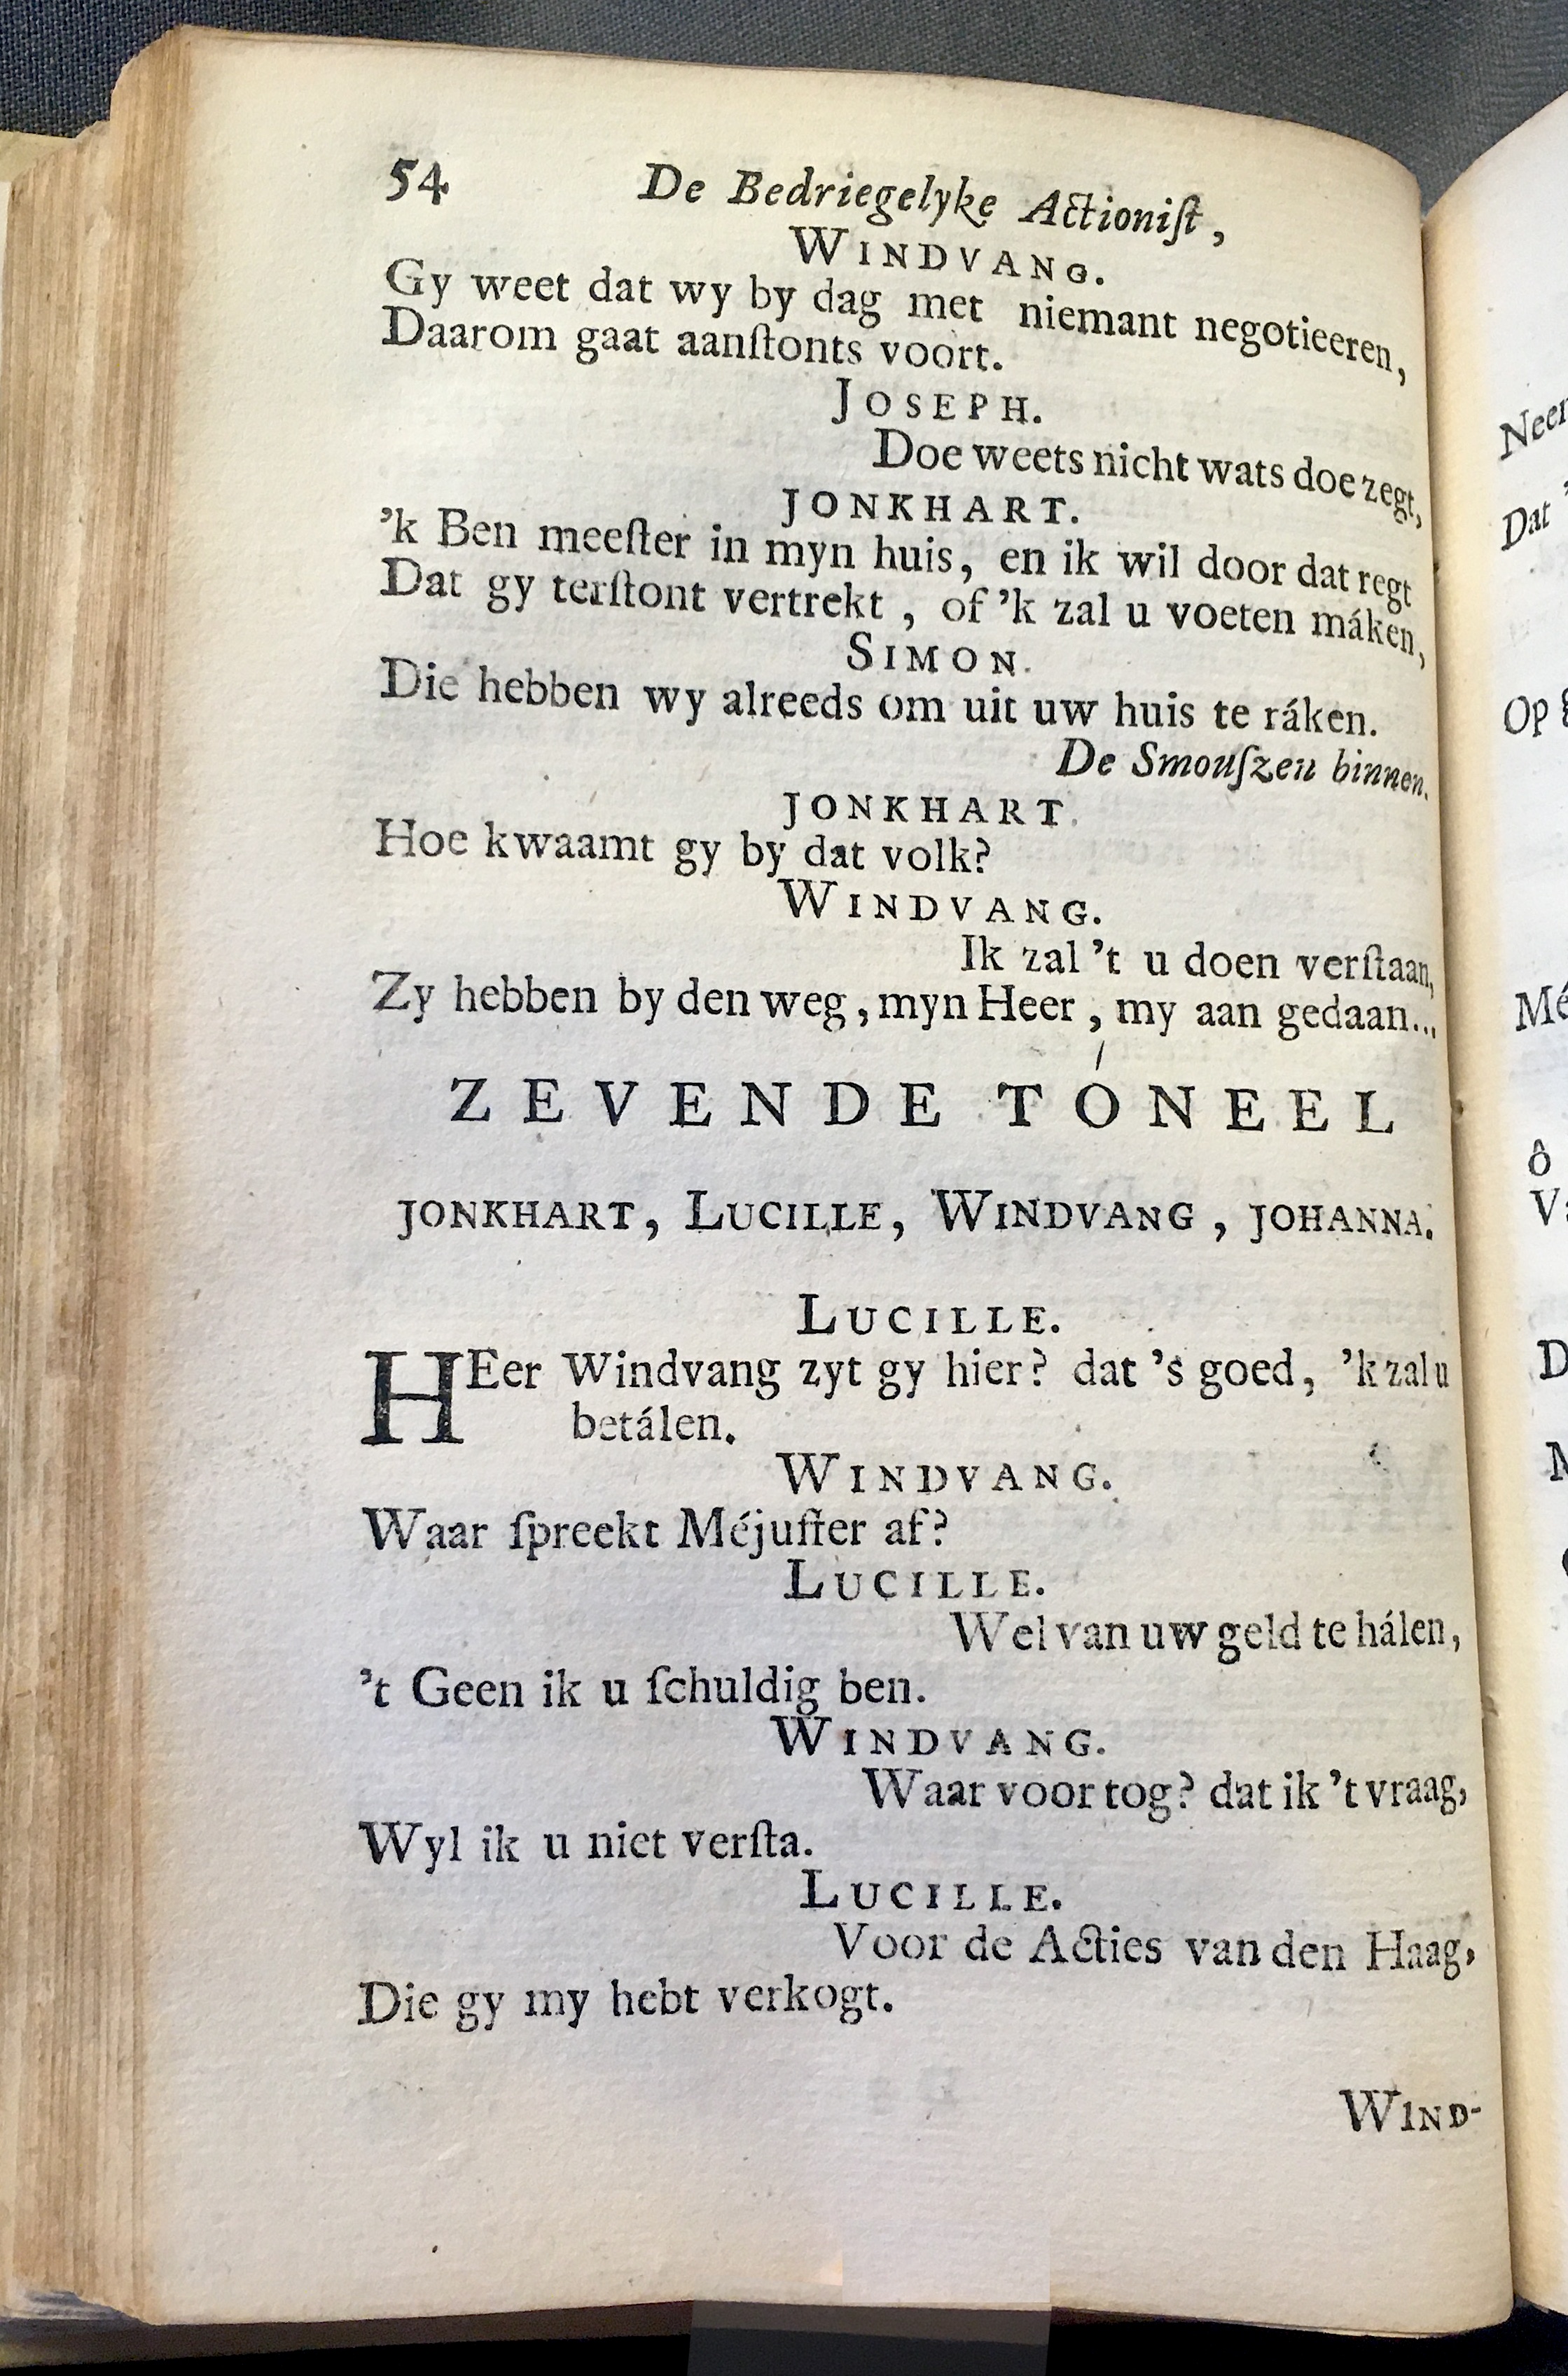 54 De Bedriegelyke Actioniſt,
WINDVANG.
Gy weet dat wy by dag met niemant negotieeren,
Daarom gaat aanſtonts voort.
JOSEPH.
Doe weets nicht wats doe zegt,
JONKHART.
’k Ben meeſter in myn huis, en ik wil door dat regt
Dat gy terſtont vertrekt, of ’k zal u voeten máken,
SIMON.
Die hebben wy alreeds om uit uw huis te ráken.
De Smouſzen binnen.
JONKHART.
Hoe kwaamt gy by dat volk?
WINDVANG.
Ik zal ’t u doen verſtaan,
Zy hebben by den weg, myn Heer, my aan gedaan...
ZEVENDE TÓNEEL
JONKHART, LUCILLE, WINDVANG, JOHANNA.
LUCILLE.
HEer Windvang zyt gy hier? dat ’s goed, ’k zal u
betálen.
WINDVANG.
Waar ſpreekt Méjuffer af?
LUCILLE.
Wel van uw geld te hálen,
’t Geen ik u ſchuldig ben.
WINDVANG.
Waar voor tog? dat ik ’t vraag,
Wyl ik u niet verſta.
LUCILLE.
Voor de Acties van den Haag,
Die gy my hebt verkogt.
WIND-
Neen
Dat
Op
ô